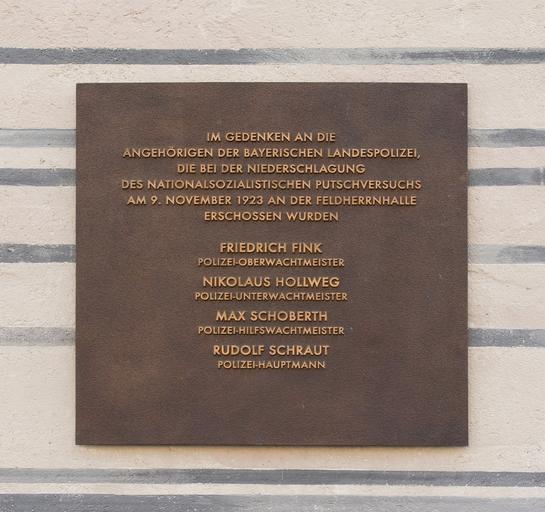 IM GEDENKEN AN DIE
ANGEHÖRIGEN DER BAYERISCHEN LANDESPOLIZEI,
DIE BEI DER NIEDERSCHLAGUNG
DES NATIONALSOZIALISTISCHEN PUTSCHVERSUCHS
AM 9. NOVEMBER 1923 AN DER FELDHERRNHALLE
ERSCHOSSEN WURDEN
FRIEDRICH FINK
POLIZEI-OBERWACHTMEISTER
NIKOLAUS HOLLWEG
POLIZEI-UNTERWACHTMEISTER
MAX SCHOBERTH
POLIZEI-HILFSWACHTMEISTER
RUDOLF SCHRAUT
POLIZEI-HAUPTMANN